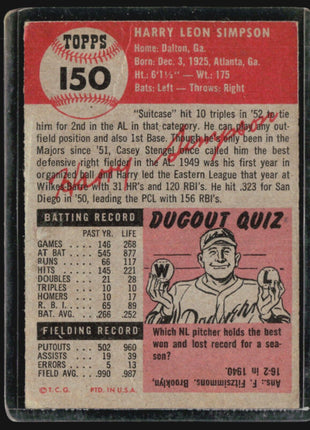 TOPPS
150
HARRY LEON SIMPSON
Home: Dalton, Ga.
Born: Dec. 3, 1925, Atlanta, Ga.
Ht: 6'1½" — Wt.: 175
Bats: Left - Throws: Right
"Suitcase" hit 10 triples in '52 to tie
him for 2nd in the AL in that category. He can play any out-
field position and also 1st Base. Though he's only been in the
Majors since '51, Casey Stengel considers him the best
defensive right fielder in the AL. 1949 was his first year in
organized ball and Harry led the Eastern League that year at
Wilkes-Barre with 31 HR's and 120 RBI's. He hit .323 for San
Diego in '50, leading the PCL with 156 RBI's.
Harry Simpson
BATTING RECORD
PAST YR. LIFE
GAMES 146 268
AT BAT 545 877
RUNS 66 117
HITS 145 221
DOUBLES 21 28
TRIPLES 10 10
HOMERS 10 17
R. B. I. 65 89
BAT. AVG. .266 .252
FIELDING RECORD
PUTOUTS 502 960
ASSISTS 19 39
ERRORS 5 13
FIELD AVG. .990 .987
© T.C.G. PTD. IN U.S.A.
DUGOUT QUIZ
W
L
Dodgers
Which NL pitcher holds the best
won and lost record for a sea-
son?
Ans.: F. Fitzsimmons, Brooklyn,
16-2 in 1940.